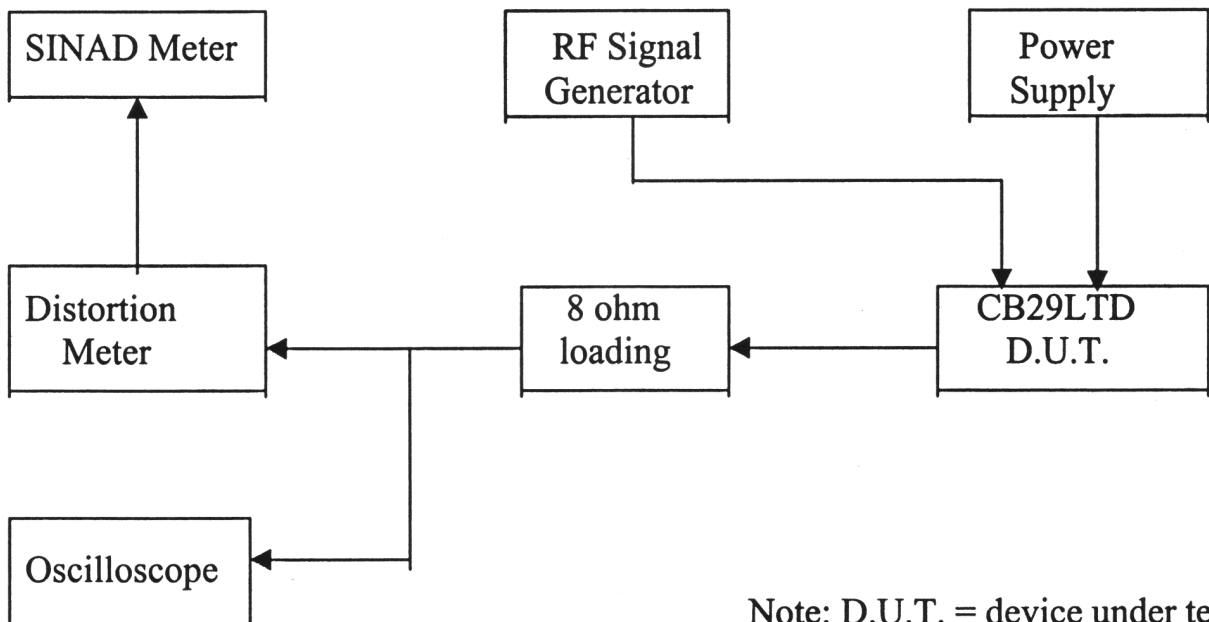 SINAD Meter
RF Signal
Generator
Power
Supply
Distortion
Meter
8 ohm
loading
CB29LTD
D.U.T.
Oscilloscope
Note: D.U.T. = device under te